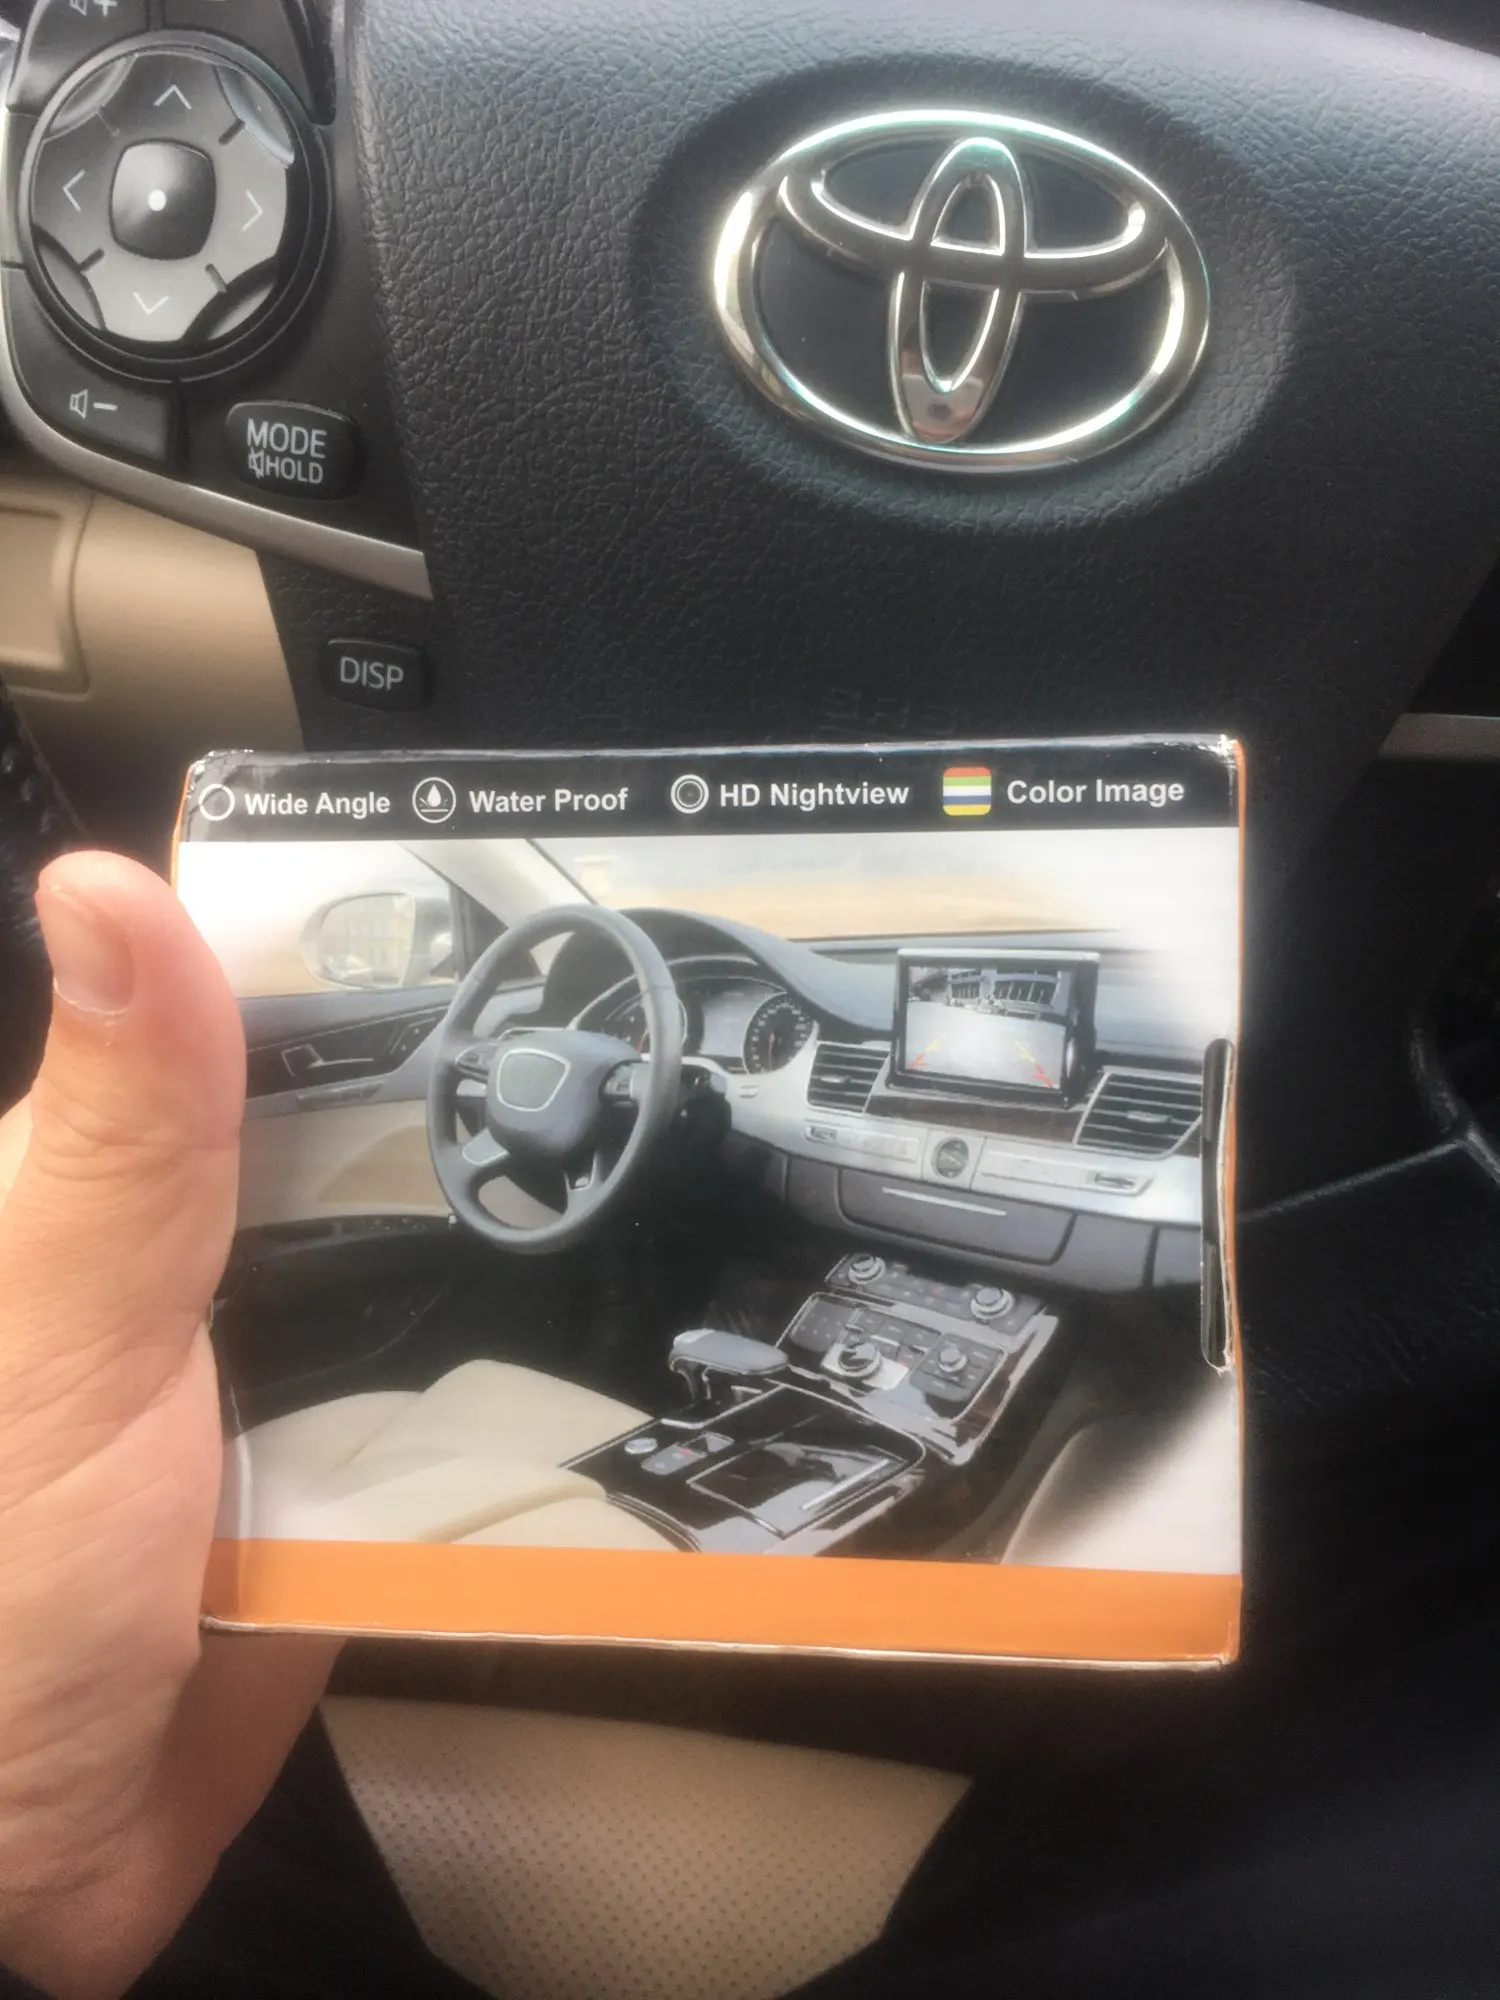 MODE
HOLD
DISP
Wide Angle Water Proof HD Nightview Color Image